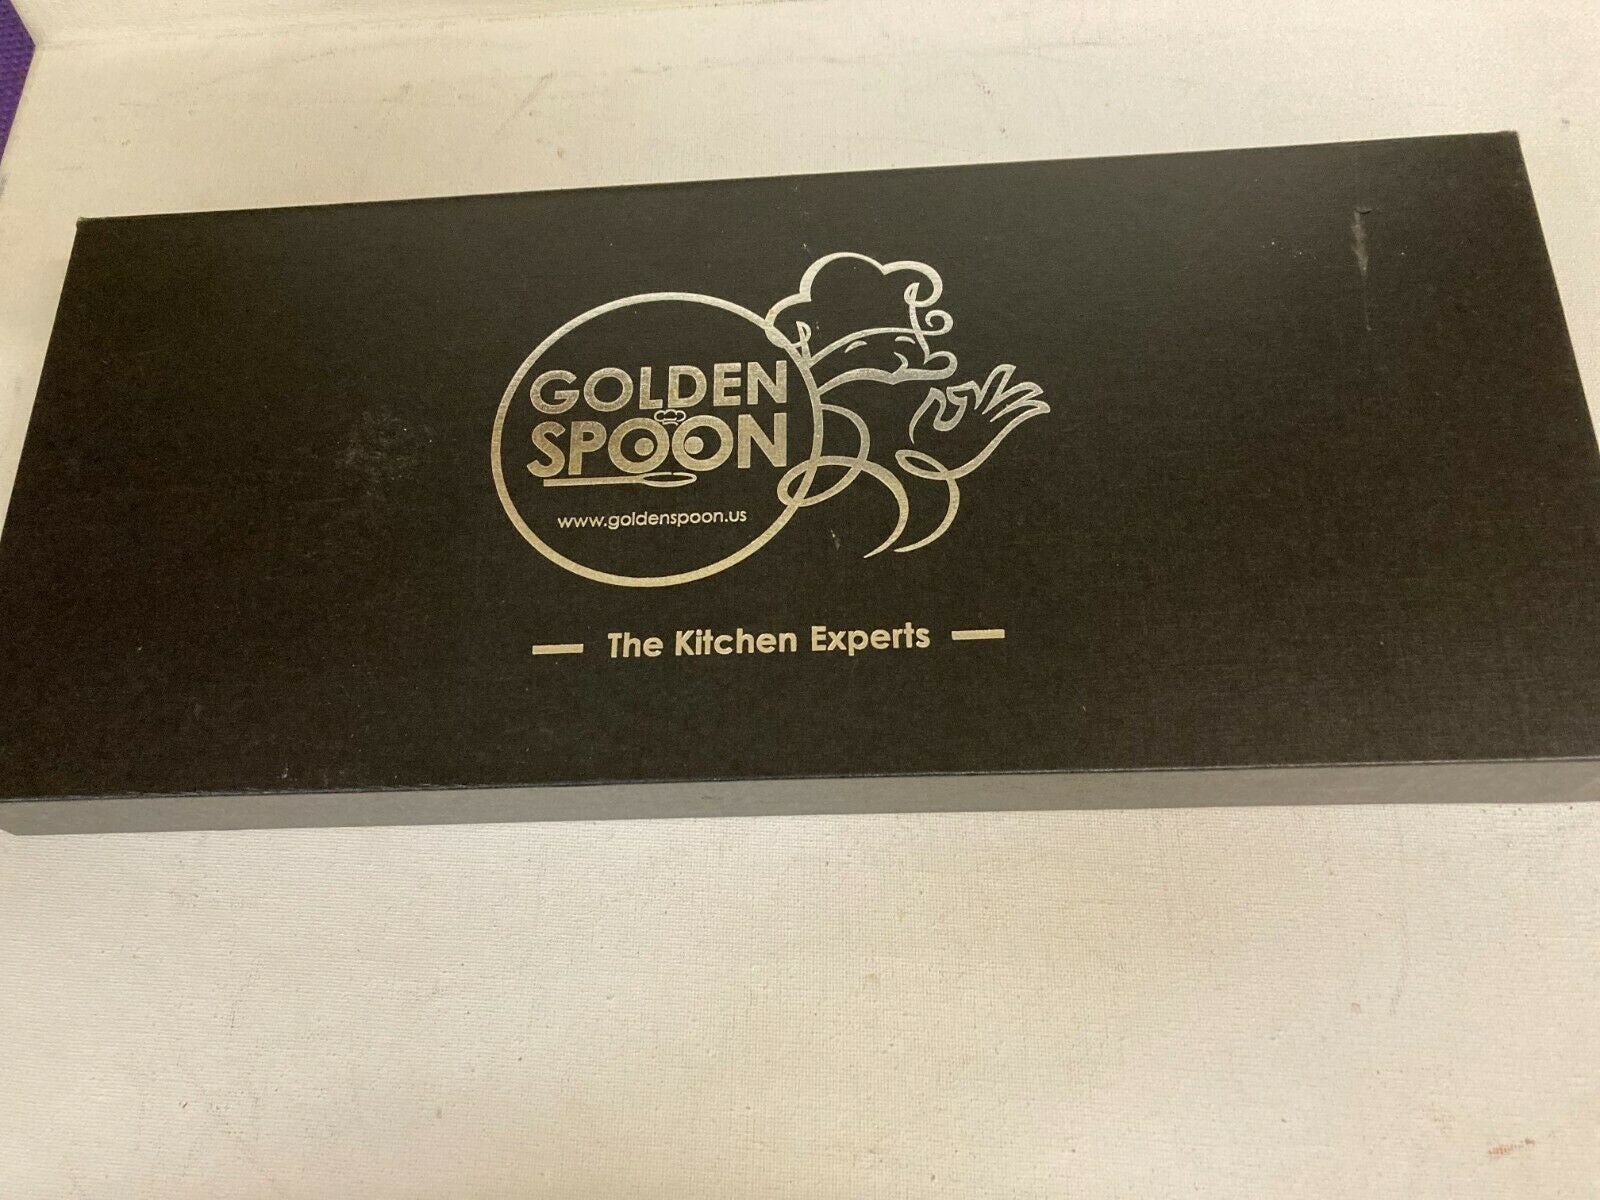 GOLDEN
SPOON
www.goldenspoon.us
The Kitchen Experts